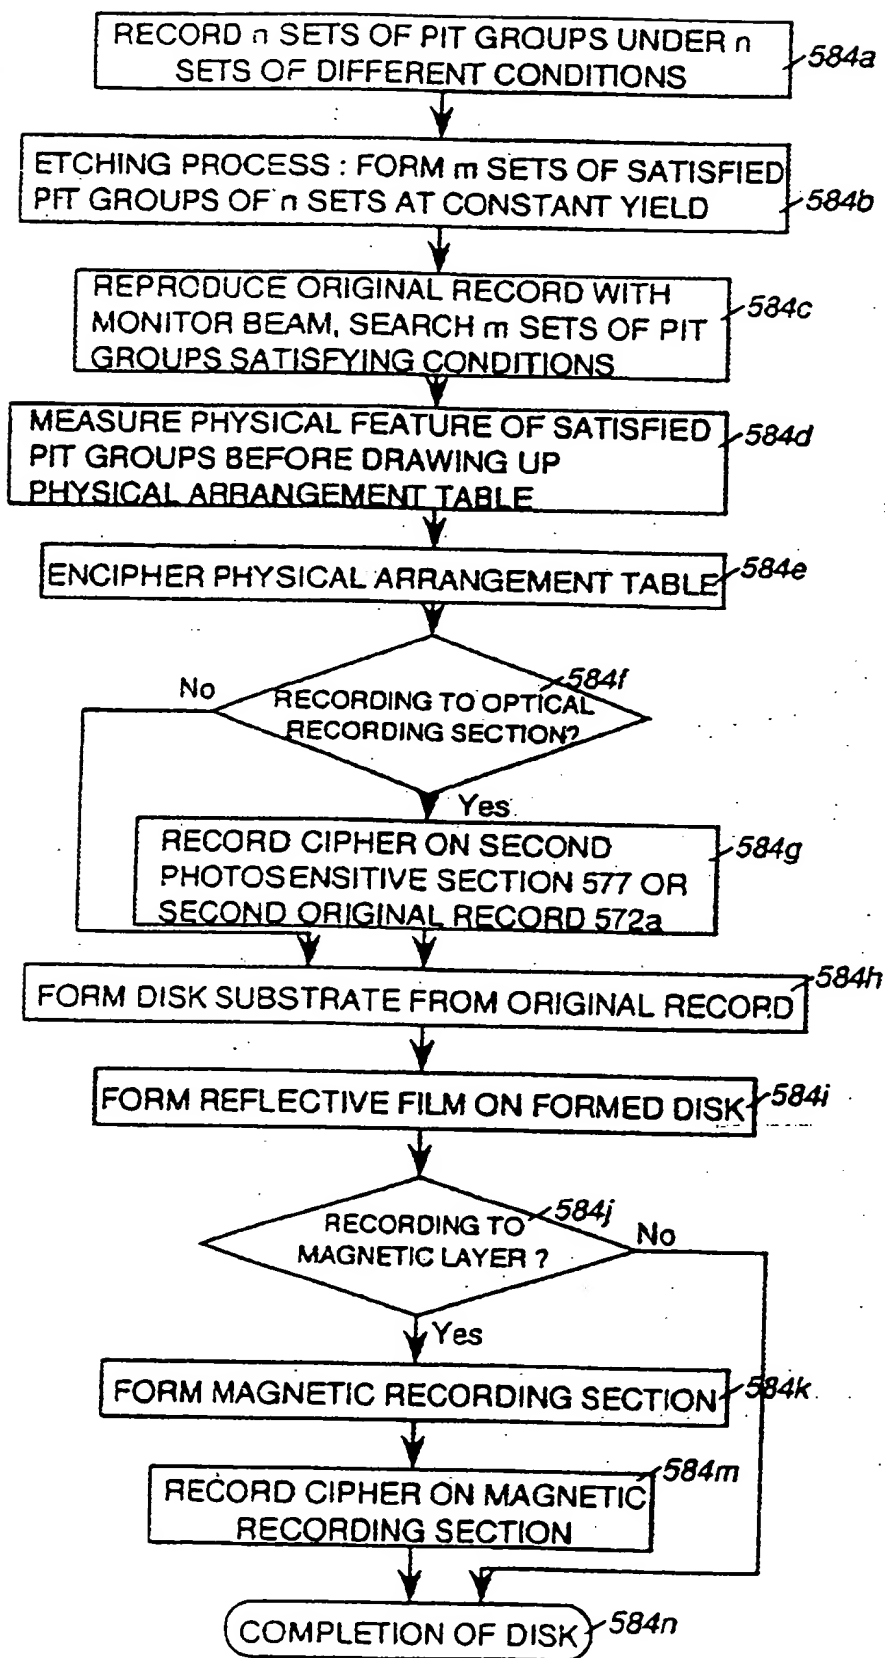 RECORD n SETS OF PIT GROUPS UNDER n
SETS OF DIFFERENT CONDITIONS
584a
ETCHING PROCESS : FORM m SETS OF SATISFIED
PIT GROUPS OF n SETS AT CONSTANT YIELD
584b
REPRODUCE ORIGINAL RECORD WITH
MONITOR BEAM, SEARCH m SETS OF PIT
GROUPS SATISFYING CONDITIONS
584c
MEASURE PHYSICAL FEATURE OF SATISFIED
PIT GROUPS BEFORE DRAWING UP
PHYSICAL ARRANGEMENT TABLE
584d
ENCIPHER PHYSICAL ARRANGEMENT TABLE
584e
RECORDING TO OPTICAL
RECORDING SECTION?
584f
No
Yes
RECORD CIPHER ON SECOND
PHOTOSENSITIVE SECTION 577 OR
SECOND ORIGINAL RECORD 572a
584g
FORM DISK SUBSTRATE FROM ORIGINAL RECORD
584h
FORM REFLECTIVE FILM ON FORMED DISK
584i
RECORDING TO
MAGNETIC LAYER ?
584j
No
Yes
FORM MAGNETIC RECORDING SECTION
584k
RECORD CIPHER ON MAGNETIC
RECORDING SECTION
584m
COMPLETION OF DISK
584n